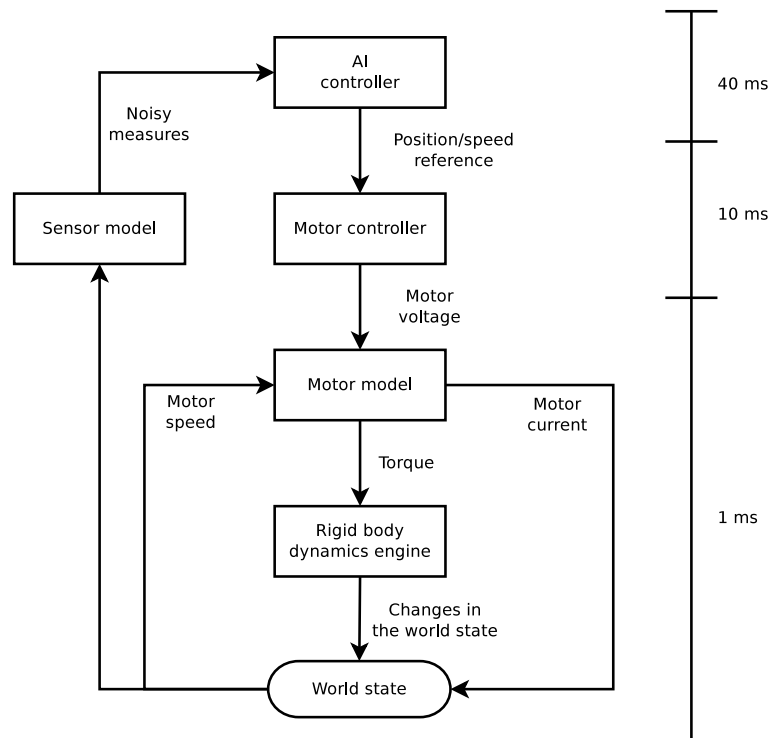 AI
controller
40 ms
Noisy
measures
Position/speed
reference
Sensor model
Motor controller
10 ms
Motor
voltage
Motor model
Motor
speed
Motor
current
Torque
1 ms
Rigid body
dynamics engine
Changes in
the world state
World state